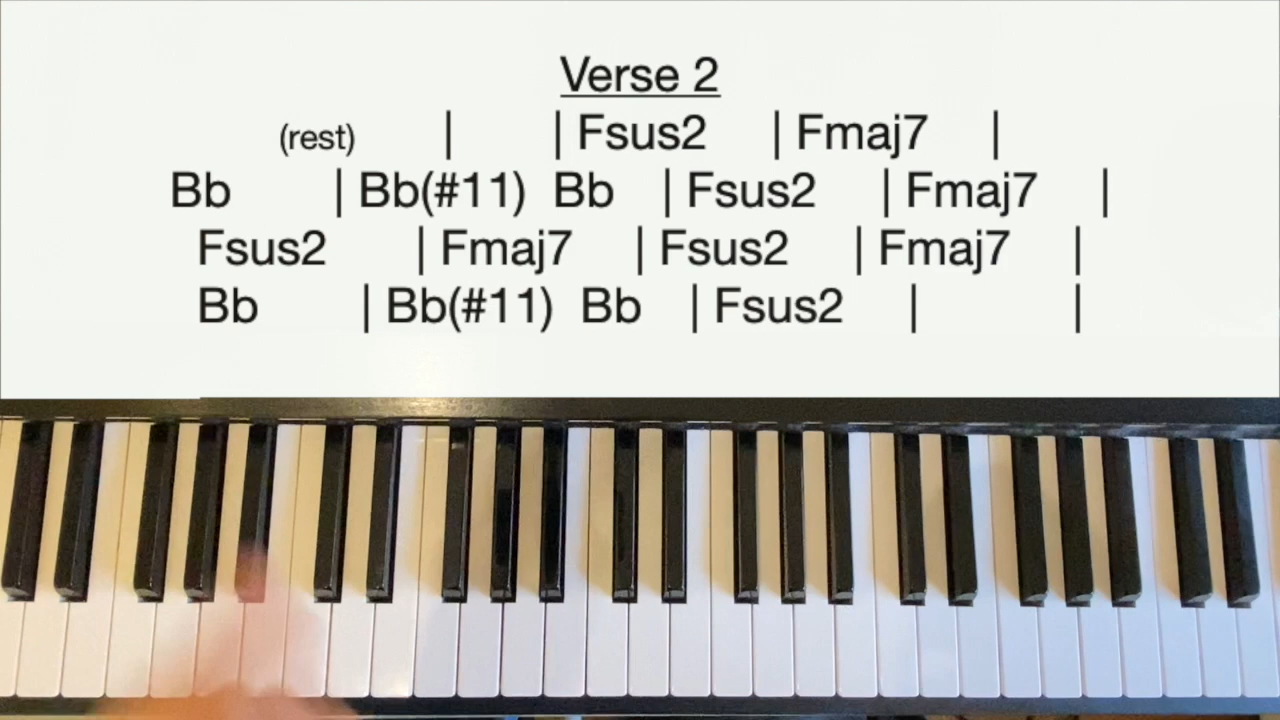 Verse 2
(rest) | | Fsus2 | Fmaj7 |
Bb | Bb(#11) Bb | Fsus2 | Fmaj7 |
Fsus2 | Fmaj7 | Fsus2 | Fmaj7 |
Bb | Bb(#11) Bb | Fsus2 | |